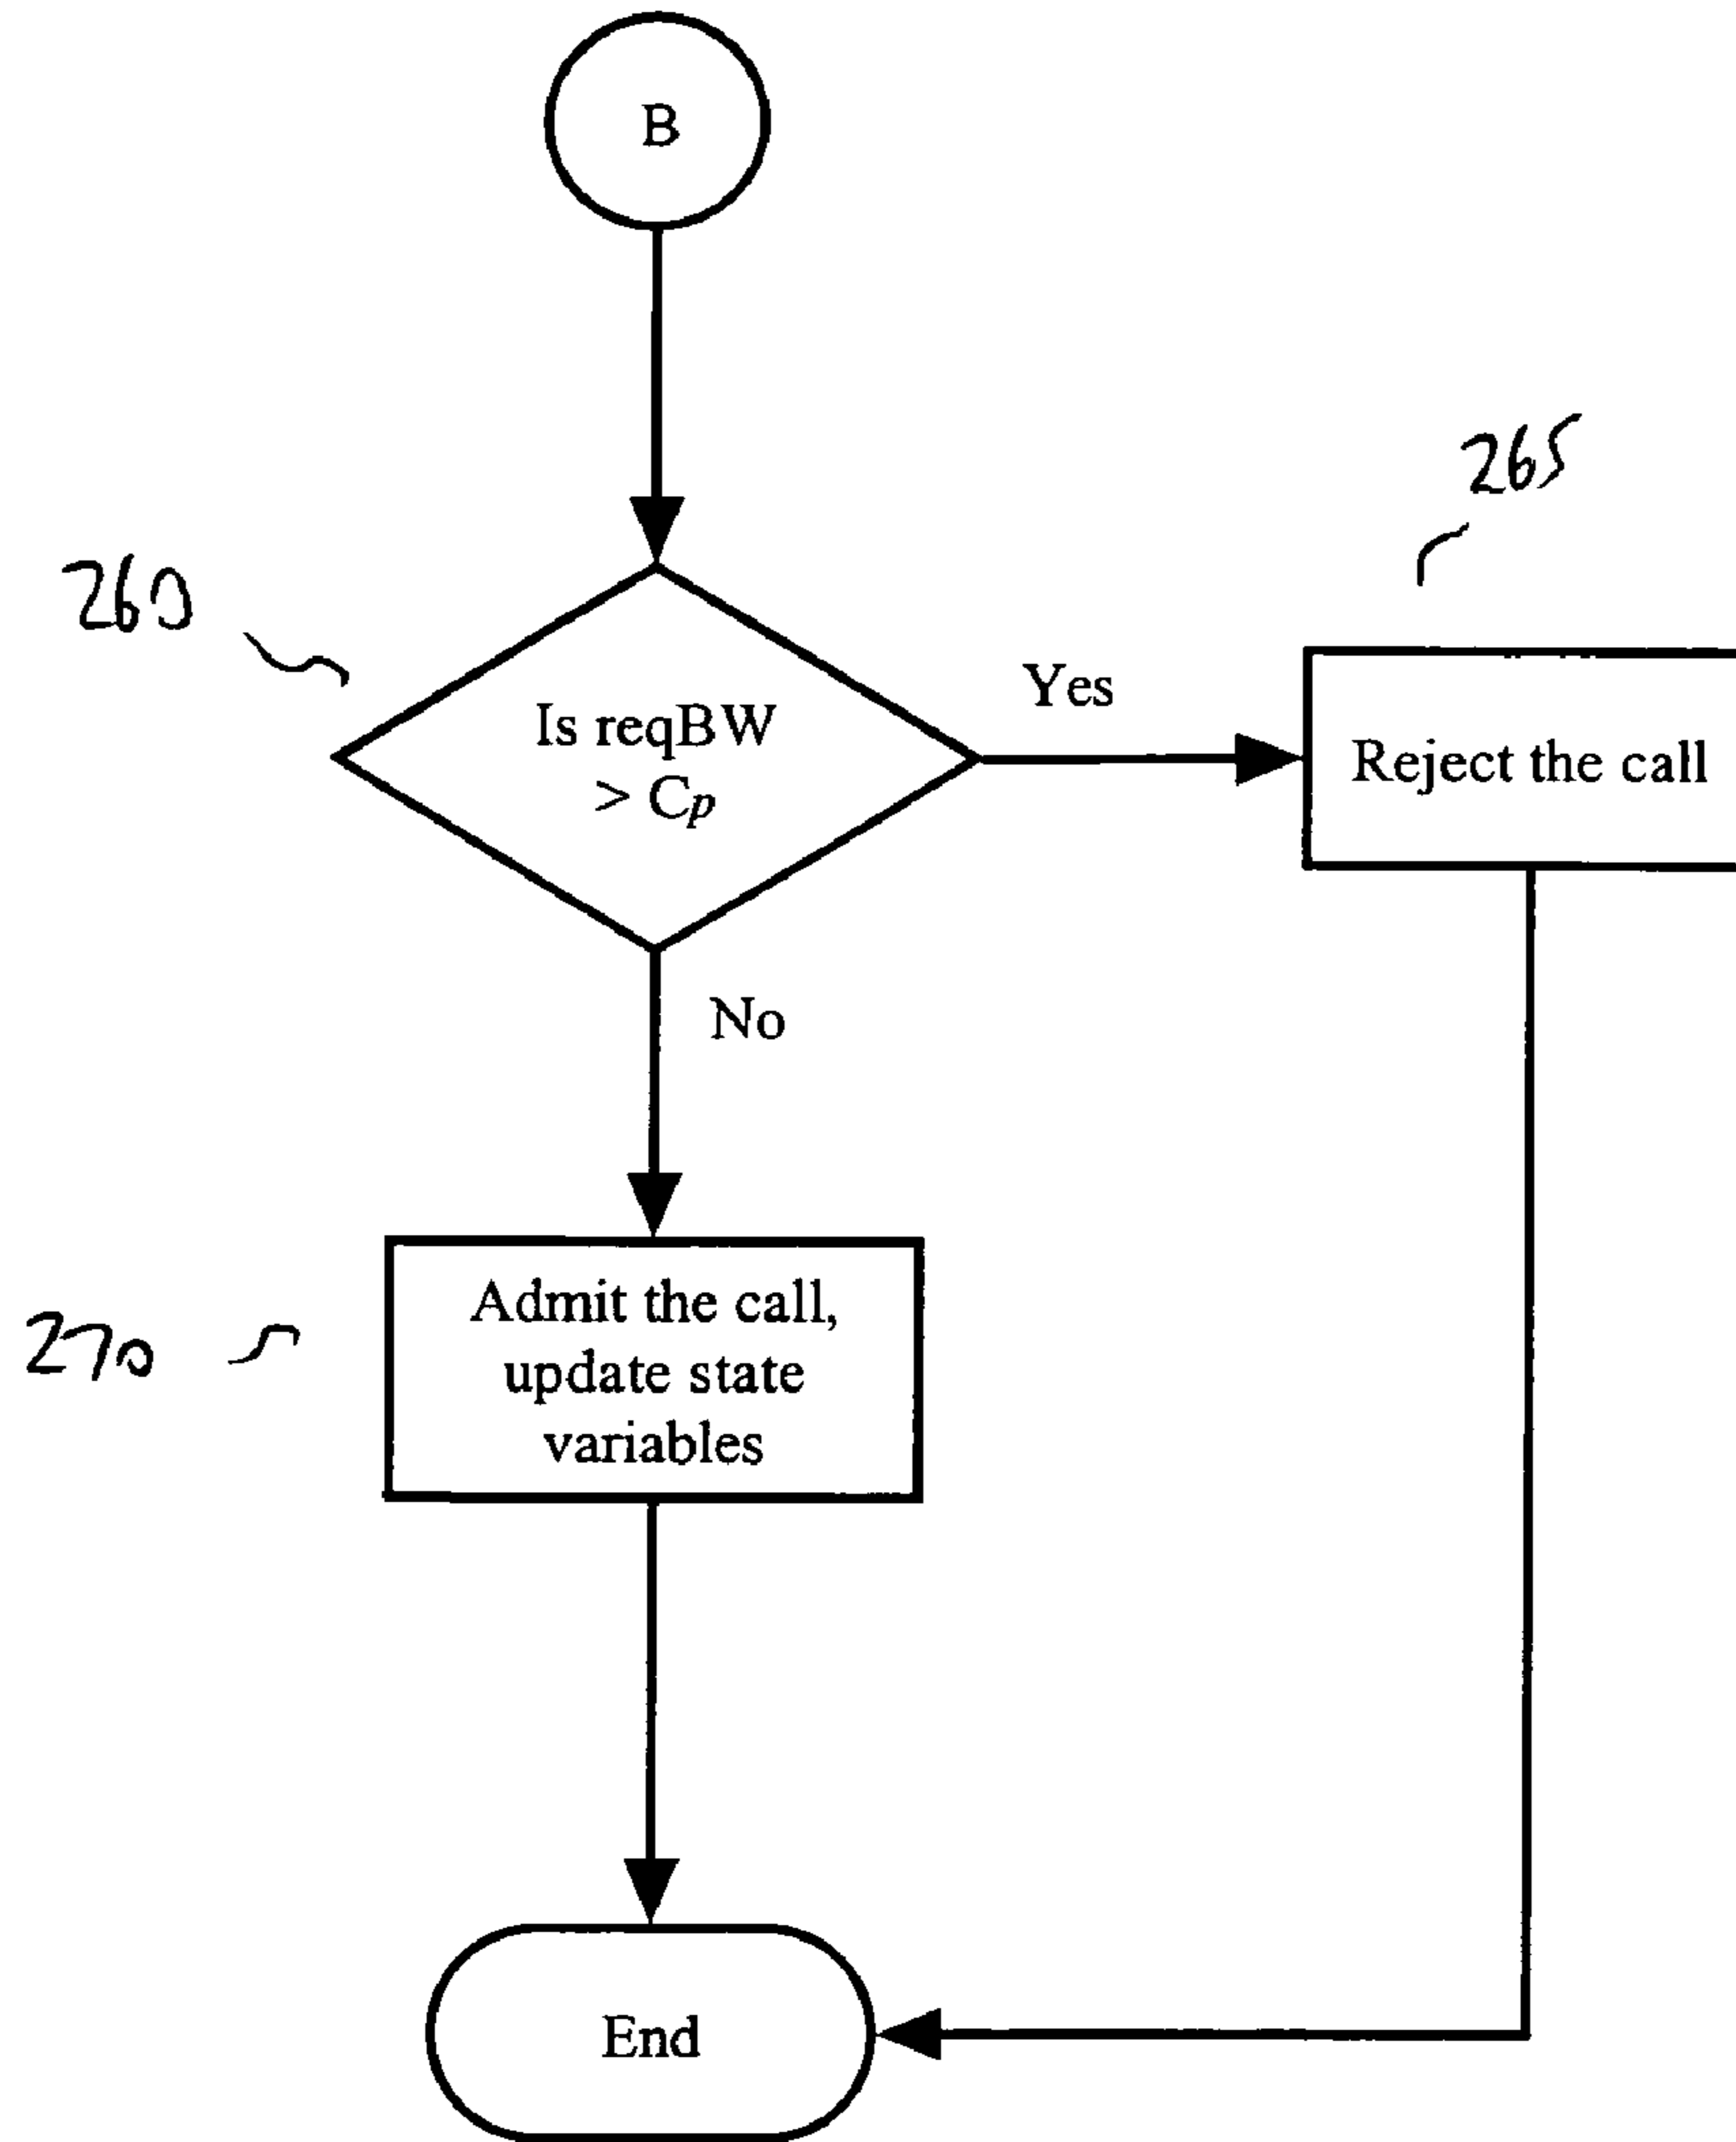 B
265
260
Yes
Is reqBW
> Cp
Reject the call
No
Admit the call,
update state
variables
270
End